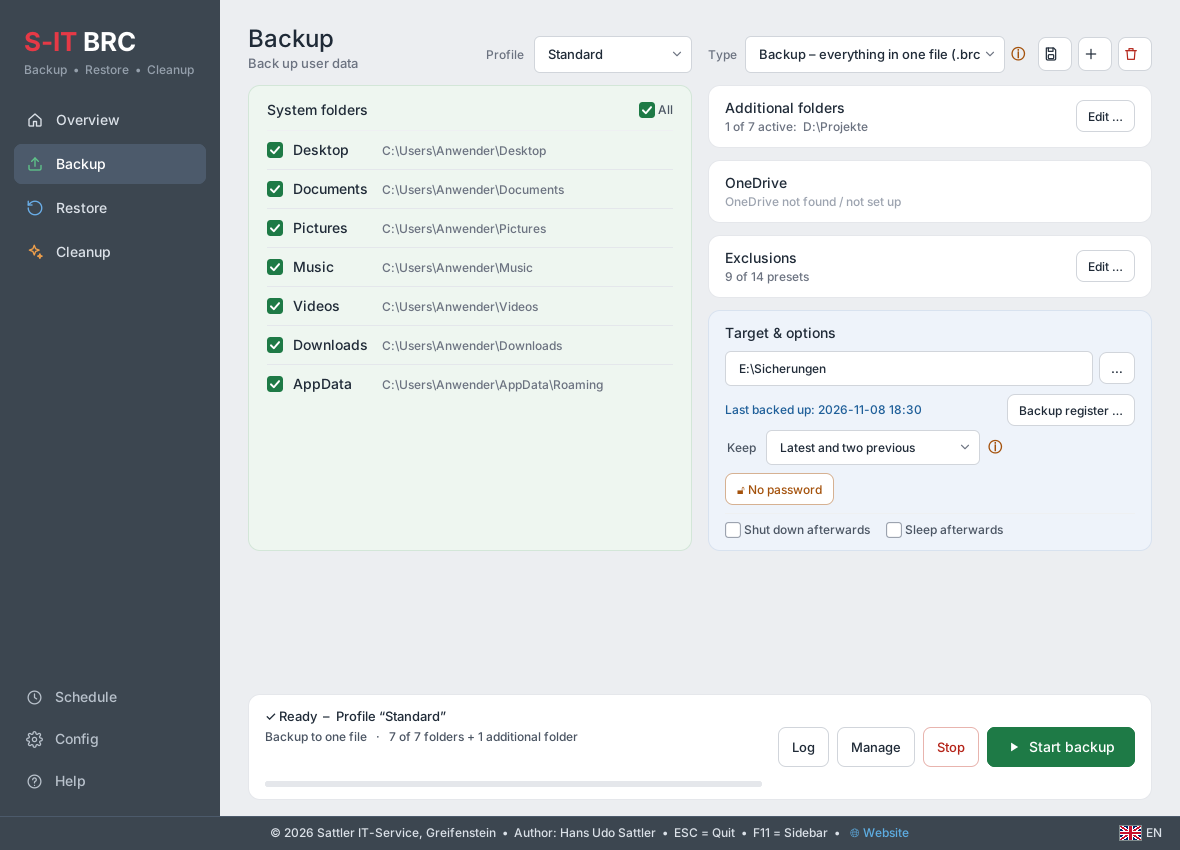 S-IT BRC
Backup • Restore • Cleanup
Overview
Backup
Restore
Cleanup
Schedule
Config
Help
Backup
Back up user data
Profile
Standard
Type
Backup – everything in one file (.brc
System folders
All
Desktop C:\Users\Anwender\Desktop
Documents C:\Users\Anwender\Documents
Pictures C:\Users\Anwender\Pictures
Music C:\Users\Anwender\Music
Videos C:\Users\Anwender\Videos
Downloads C:\Users\Anwender\Downloads
AppData C:\Users\Anwender\AppData\Roaming
Additional folders
1 of 7 active: D:\Projekte
Edit ...
OneDrive
OneDrive not found / not set up
Exclusions
9 of 14 presets
Edit ...
Target & options
E:\Sicherungen
...
Last backed up: 2026-11-08 18:30
Backup register ...
Keep
Latest and two previous
No password
Shut down afterwards
Sleep afterwards
✓ Ready – Profile “Standard”
Backup to one file · 7 of 7 folders + 1 additional folder
Log
Manage
Stop
Start backup
© 2026 Sattler IT-Service, Greifenstein • Author: Hans Udo Sattler • ESC = Quit • F11 = Sidebar • Website
EN